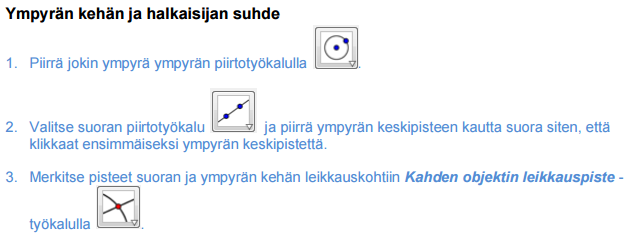 Ympyrän kehän ja halkaisijan suhde
1. Piirrä jokin ympyrä ympyrän piirtotyökalulla .
2. Valitse suoran piirtotyökalu ja piirrä ympyrän keskipisteen kautta suora siten, että
klikkaat ensimmäiseksi ympyrän keskipistettä.
3. Merkitse pisteet suoran ja ympyrän kehän leikkauskohtiin Kahden objektin leikkauspiste -
työkalulla .